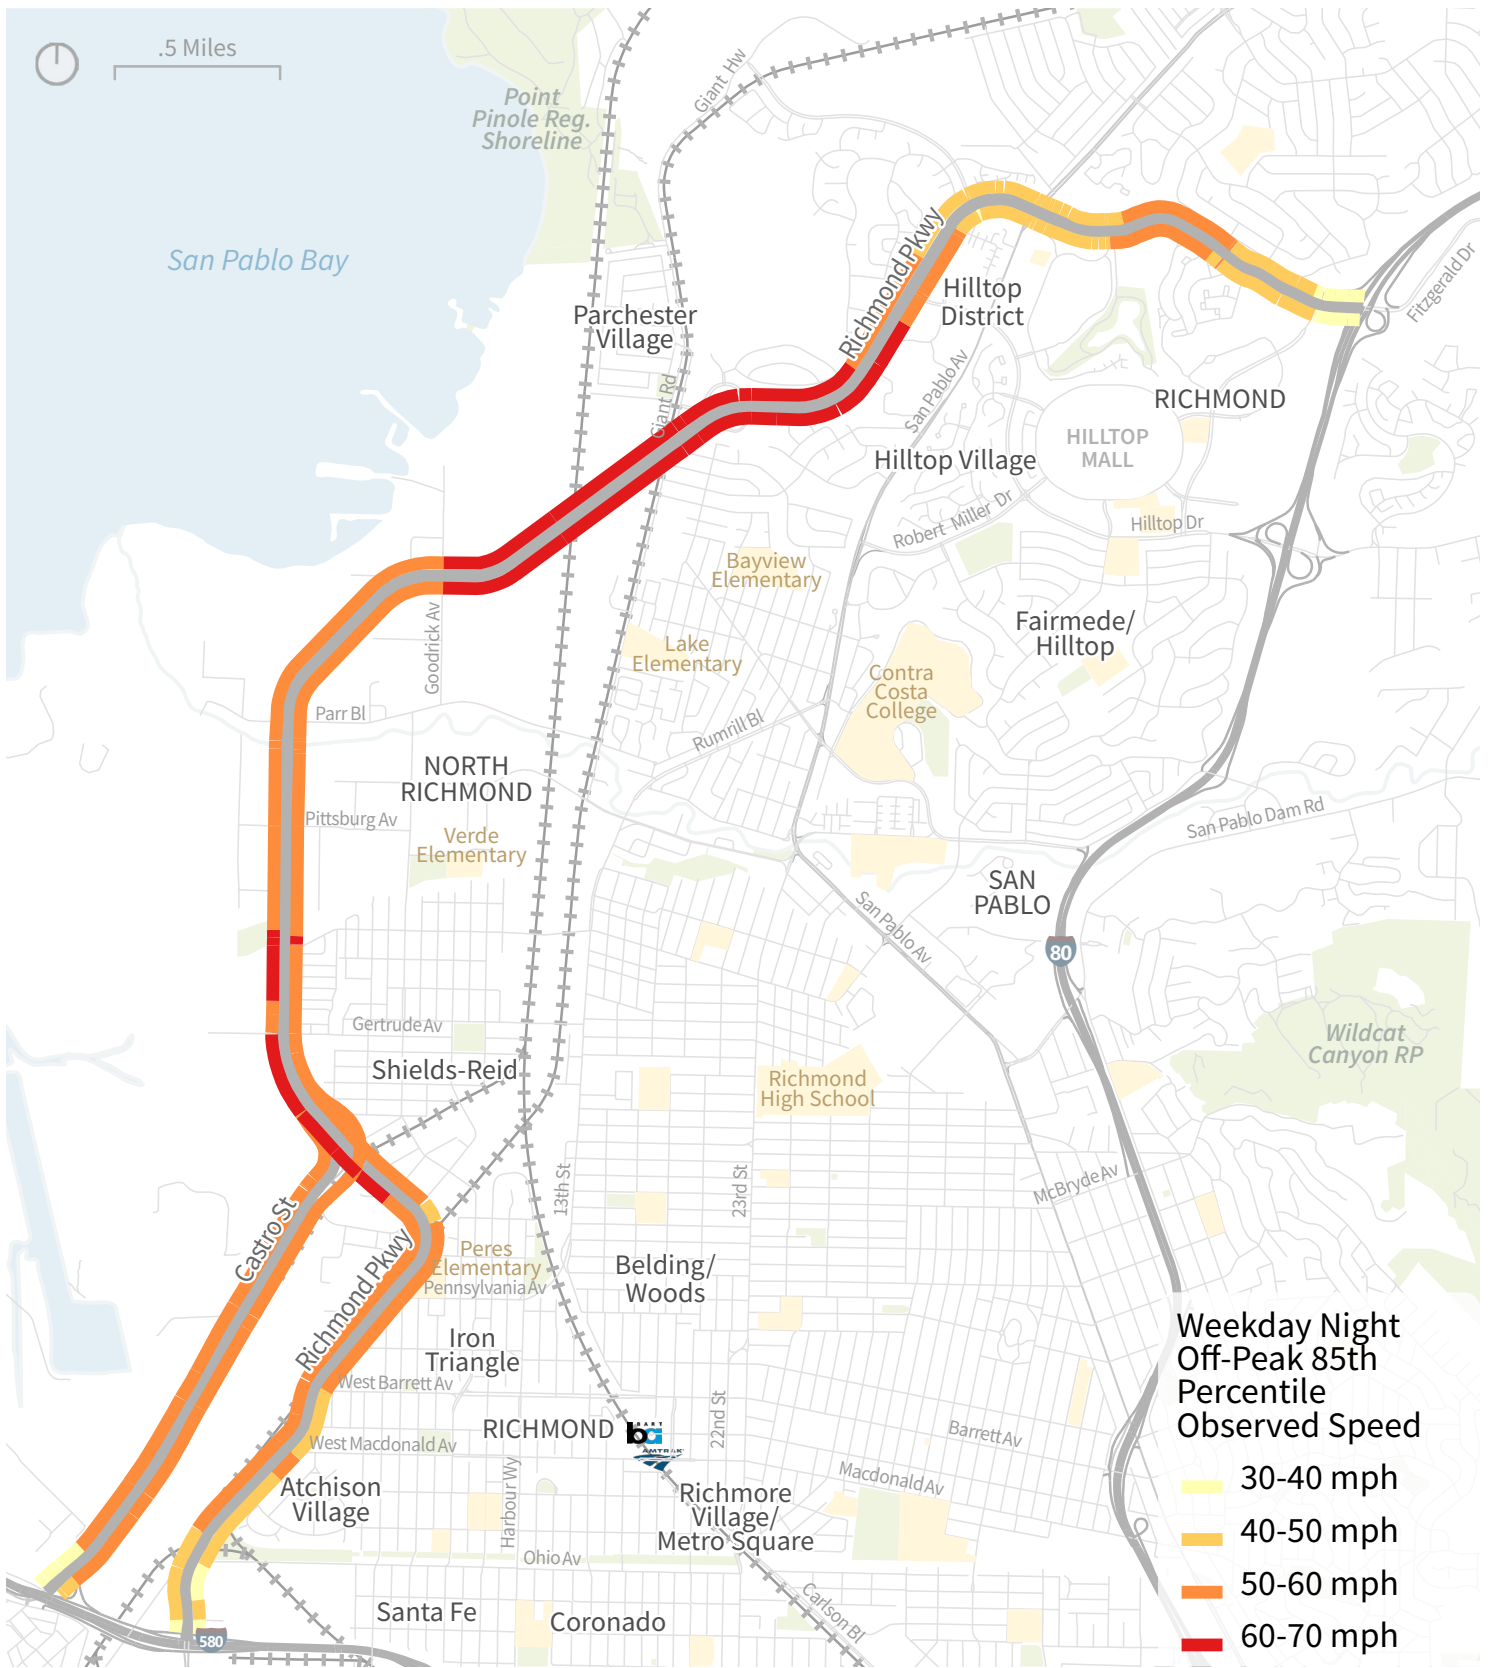 .5 Miles
Giant Hw
Point
Pinole Reg.
Shoreline
San Pablo Bay
Richmond Pkwy
Hilltop
District
Fitzgerald Dr
Parchester
Village
Giant Rd
San Pablo Av
RICHMOND
HILLTOP
MALL
Hilltop Village
Robert Miller Dr
Hilltop Dr
Bayview
Elementary
Goodrick Av
Lake
Elementary
Fairmede/
Hilltop
Contra
Costa
College
Parr Bl
Rumrill Bl
NORTH
RICHMOND
Pittsburg Av
Verde
Elementary
San Pablo Dam Rd
SAN
PABLO
San Pablo Av
80
Gertrude Av
Wildcat
Canyon RP
Shields-Reid
Richmond
High School
13th St
23rd St
McBryde Av
Castro St
Richmond Pkwy
Peres
Elementary
Pennsylvania Av
Belding/
Woods
Iron
Triangle
West Barrett Av
22nd St
RICHMOND
BART
ba
AMTRAK
Barrett Av
West Macdonald Av
Macdonald Av
Atchison
Village
Harbour Wy
Richmore
Village/
Metro Square
Ohio Av
Santa Fe
Coronado
Carlson Bl
580
Weekday Night
Off-Peak 85th
Percentile
Observed Speed
30-40 mph
40-50 mph
50-60 mph
60-70 mph